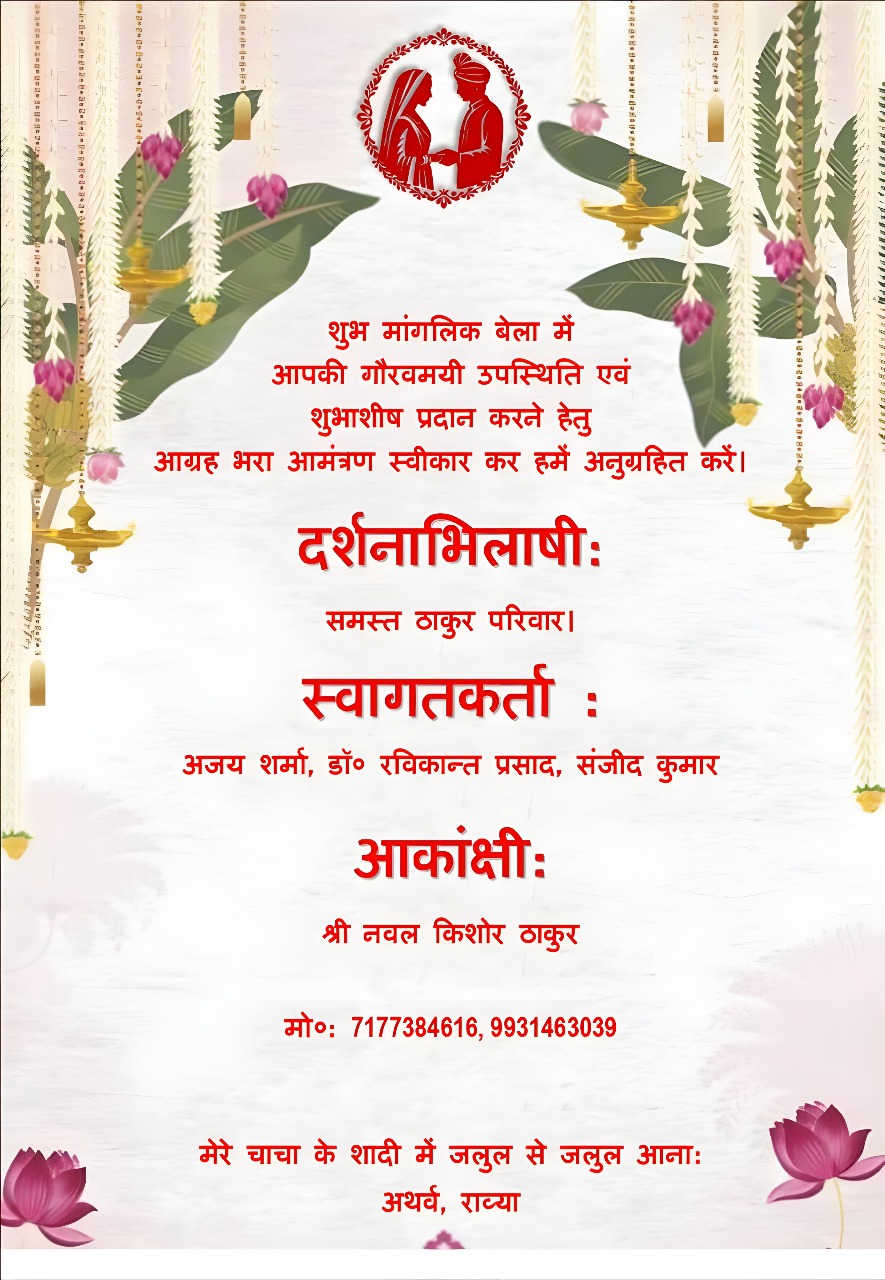 शुभ मांगलिक बेला में
आपकी गौरवमयी उपस्थिति एवं
शुभाशीष प्रदान करने हेतु
आग्रह भरा आमंत्रण स्वीकार कर हमें अनुग्रहित करें।
दर्शनाभिलाषी:
समस्त ठाकुर परिवार।
स्वागतकर्ता :
अजय शर्मा, डॉ० रविकान्त प्रसाद, संजीद कुमार
आकांक्षी:
श्री नवल किशोर ठाकुर
मो०: 7177384616, 9931463039
मेरे चाचा के शादी में जलुल से जलुल आना:
अथर्व, राव्या